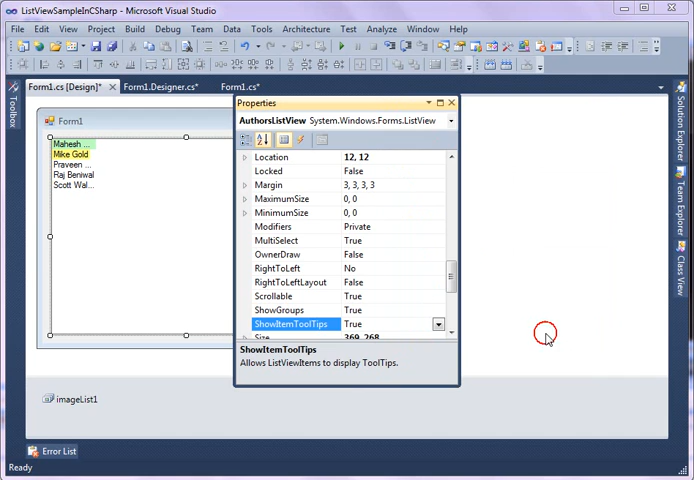 ListViewSampleInCSharp - Microsoft Visual Studio
File Edit View Project Build Debug Team Data Tools Architecture Test Analyze Window Help
Form1.cs [Design]* Form1.Designer.cs* Form1.cs*
Toolbox
Form1
Mahesh ...
Mike Gold
Praveen ...
Raj Beniwal
Scott Wal...
Properties
AuthorsListView System.Windows.Forms.ListView
Location 12, 12
Locked False
Margin 3, 3, 3, 3
MaximumSize 0, 0
MinimumSize 0, 0
Modifiers Private
MultiSelect True
OwnerDraw False
RightToLeft No
RightToLeftLayout False
Scrollable True
ShowGroups True
ShowItemToolTips True
Size 369, 268
ShowItemToolTips
Allows ListViewItems to display ToolTips.
Solution Explorer
Team Explorer
Class View
imageList1
Error List
Ready